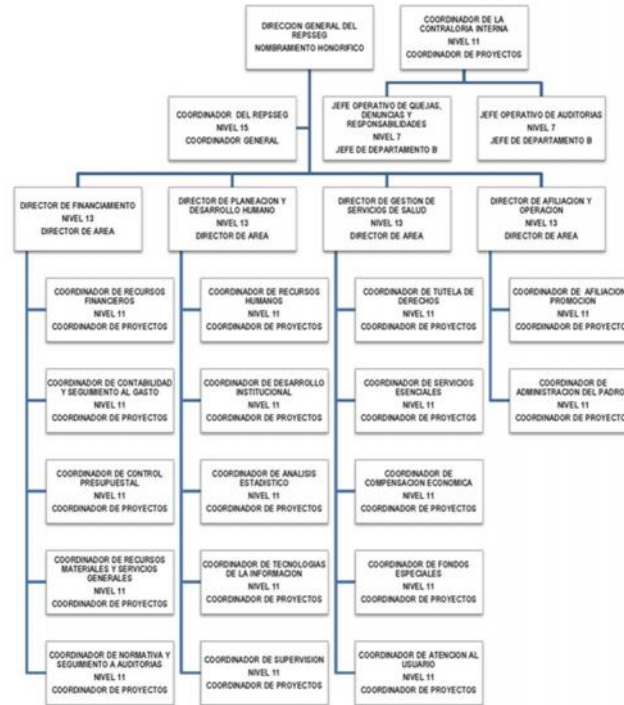 DIRECCION GENERAL DEL
REPSSEG
NOMBRAMIENTO HONORIFICO
COORDINADOR DE LA
CONTRALORIA INTERNA
NIVEL 11
COORDINADOR DE PROYECTOS
COORDINADOR DEL REPSSEG
NIVEL 15
COORDINADOR GENERAL
JEFE OPERATIVO DE QUEJAS,
DENUNCIAS Y
RESPONSABILIDADES
NIVEL 7
JEFE DE DEPARTAMENTO B
JEFE OPERATIVO DE AUDITORIAS
NIVEL 7
JEFE DE DEPARTAMENTO B
DIRECTOR DE FINANCIAMIENTO
NIVEL 13
DIRECTOR DE AREA
DIRECTOR DE PLANEACION Y
DESARROLLO HUMANO
NIVEL 13
DIRECTOR DE AREA
DIRECTOR DE GESTION DE
SERVICIOS DE SALUD
NIVEL 13
DIRECTOR DE AREA
DIRECTOR DE AFILIACION Y
OPERACION
NIVEL 13
DIRECTOR DE AREA
COORDINADOR DE RECURSOS
FINANCIEROS
NIVEL 11
COORDINADOR DE PROYECTOS
COORDINADOR DE CONTABILIDAD
Y SEGUIMIENTO AL GASTO
NIVEL 11
COORDINADOR DE PROYECTOS
COORDINADOR DE CONTROL
PRESUPUESTAL
NIVEL 11
COORDINADOR DE PROYECTOS
COORDINADOR DE RECURSOS
MATERIALES Y SERVICIOS
GENERALES
NIVEL 11
COORDINADOR DE PROYECTOS
COORDINADOR DE NORMATIVA Y
SEGUIMIENTO A AUDITORIAS
NIVEL 11
COORDINADOR DE PROYECTOS
COORDINADOR DE RECURSOS
HUMANOS
NIVEL 11
COORDINADOR DE PROYECTOS
COORDINADOR DE DESARROLLO
INSTITUCIONAL
NIVEL 11
COORDINADOR DE PROYECTOS
COORDINADOR DE ANALISIS
ESTADISTICO
NIVEL 11
COORDINADOR DE PROYECTOS
COORDINADOR DE TECNOLOGIAS
DE LA INFORMACION
NIVEL 11
COORDINADOR DE PROYECTOS
COORDINADOR DE SUPERVISION
NIVEL 11
COORDINADOR DE PROYECTOS
COORDINADOR DE TUTELA DE
DERECHOS
NIVEL 11
COORDINADOR DE PROYECTOS
COORDINADOR DE SERVICIOS
ESENCIALES
NIVEL 11
COORDINADOR DE PROYECTOS
COORDINADOR DE
COMPENSACION ECONOMICA
NIVEL 11
COORDINADOR DE PROYECTOS
COORDINADOR DE FONDOS
ESPECIALES
NIVEL 11
COORDINADOR DE PROYECTOS
COORDINADOR DE ATENCION AL
USUARIO
NIVEL 11
COORDINADOR DE PROYECTOS
COORDINADOR DE AFILIACION
PROMOCION
NIVEL 11
COORDINADOR DE PROYECTO
COORDINADOR DE
ADMINISTRACION DEL PADRO
NIVEL 11
COORDINADOR DE PROYECTO